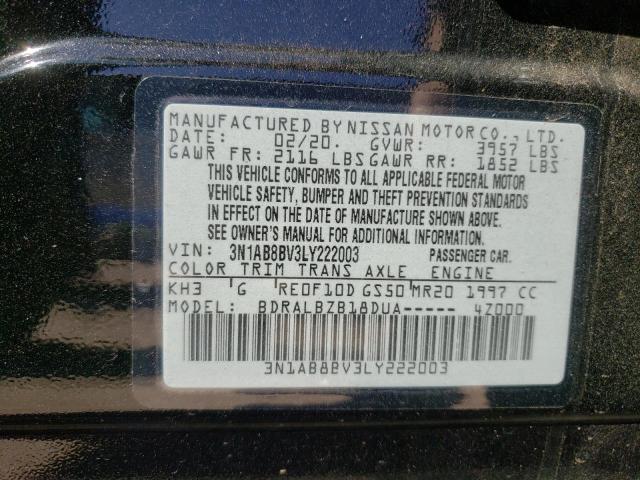 MANUFACTURED BY NISSAN MOTOR CO., LTD.
DATE: 02/20. GVWR: 3957 LBS
GAWR FR: 2116 LBS GAWR RR: 1852 LBS
THIS VEHICLE CONFORMS TO ALL APPLICABLE FEDERAL MOTOR
VEHICLE SAFETY, BUMPER AND THEFT PREVENTION STANDARDS
IN EFFECT ON THE DATE OF MANUFACTURE SHOWN ABOVE.
SEE OWNER'S MANUAL FOR ADDITIONAL INFORMATION.
VIN: 3N1AB8BV3LY222003 PASSENGER CAR.
COLOR TRIM TRANS AXLE ENGINE
KH3 G RE0F10D GS50 MR20 1997 CC
MODEL: BDRALBZB18DUA----- 4Z000
3N1AB8BV3LY222003